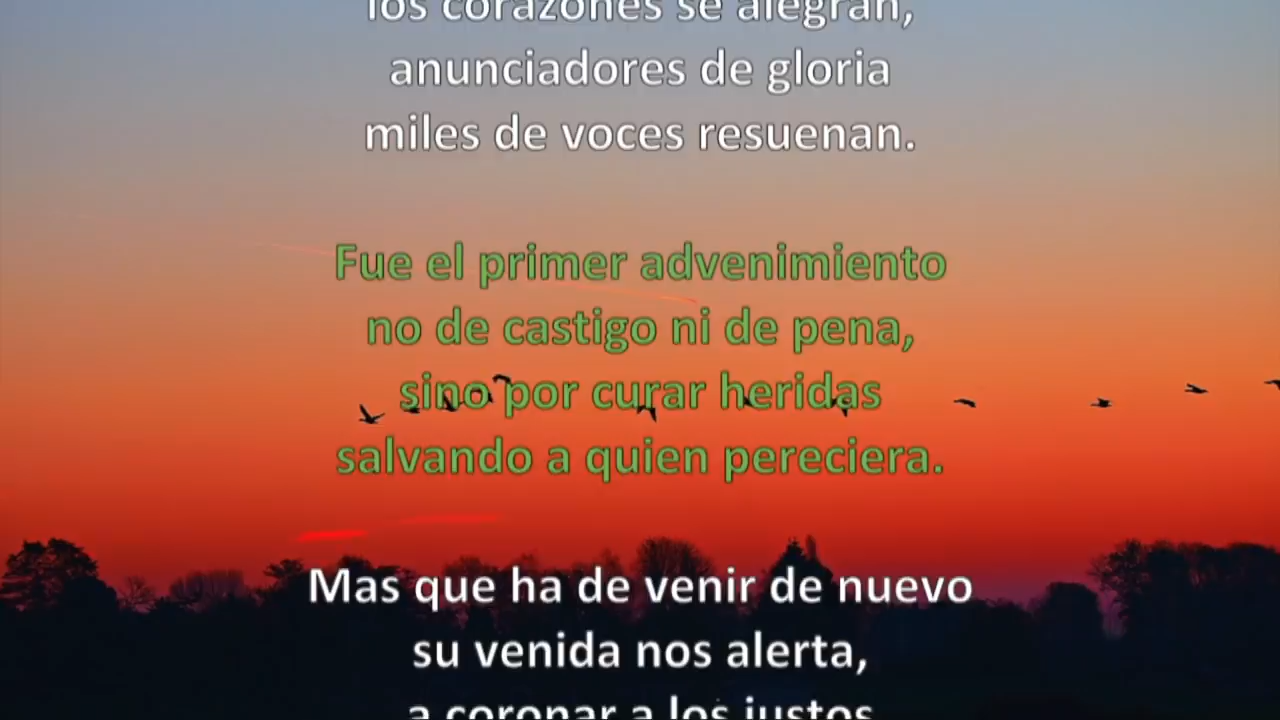 los corazones se alegran,
anunciadores de gloria
miles de voces resuenan.
Fue el primer advenimiento
no de castigo ni de pena,
sino por curar heridas
salvando a quien pereciera.
Mas que ha de venir de nuevo
su venida nos alerta,
a coronar a los justos